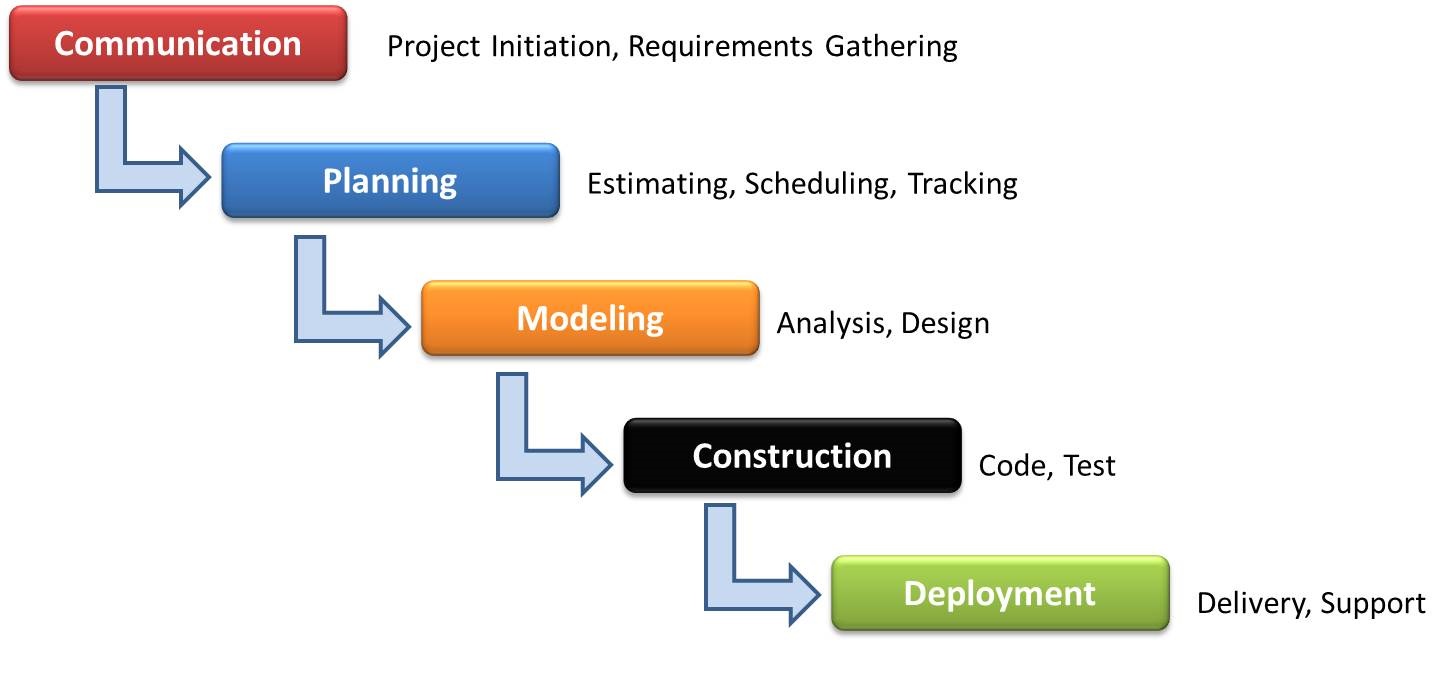 Communication
Project Initiation, Requirements Gathering
Planning
Estimating, Scheduling, Tracking
Modeling
Analysis, Design
Construction
Code, Test
Deployment
Delivery, Support